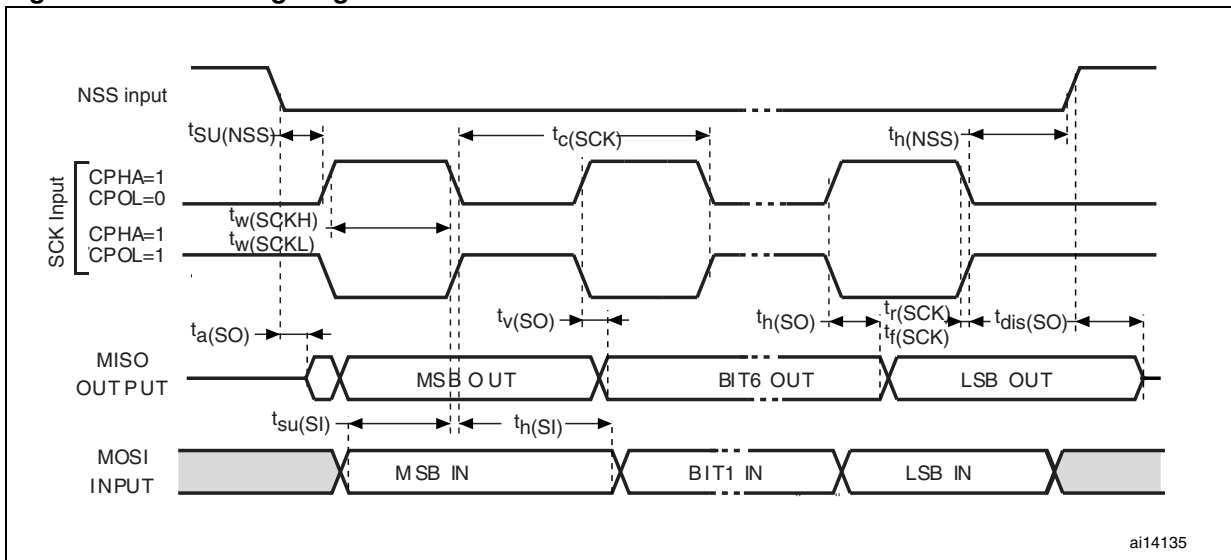 NSS input
tSU(NSS)
tc(SCK)
th(NSS)
SCK Input
CPHA=1
CPOL=0
tw(SCKH)
tw(SCKL)
CPHA=1
CPOL=1
ta(SO)
tv(SO)
th(SO)
tr(SCK)
tf(SCK)
tdis(SO)
MISO
OUTPUT
MSB OUT
BIT6 OUT
LSB OUT
tsu(SI)
th(SI)
MOSI
INPUT
MSB IN
BIT1 IN
LSB IN
ai14135